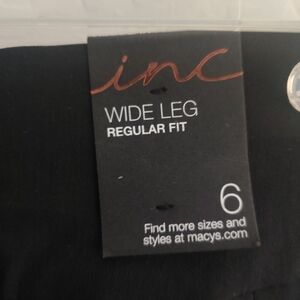 inc
WIDE LEG
REGULAR FIT
6
Find more sizes and
styles at macys.com